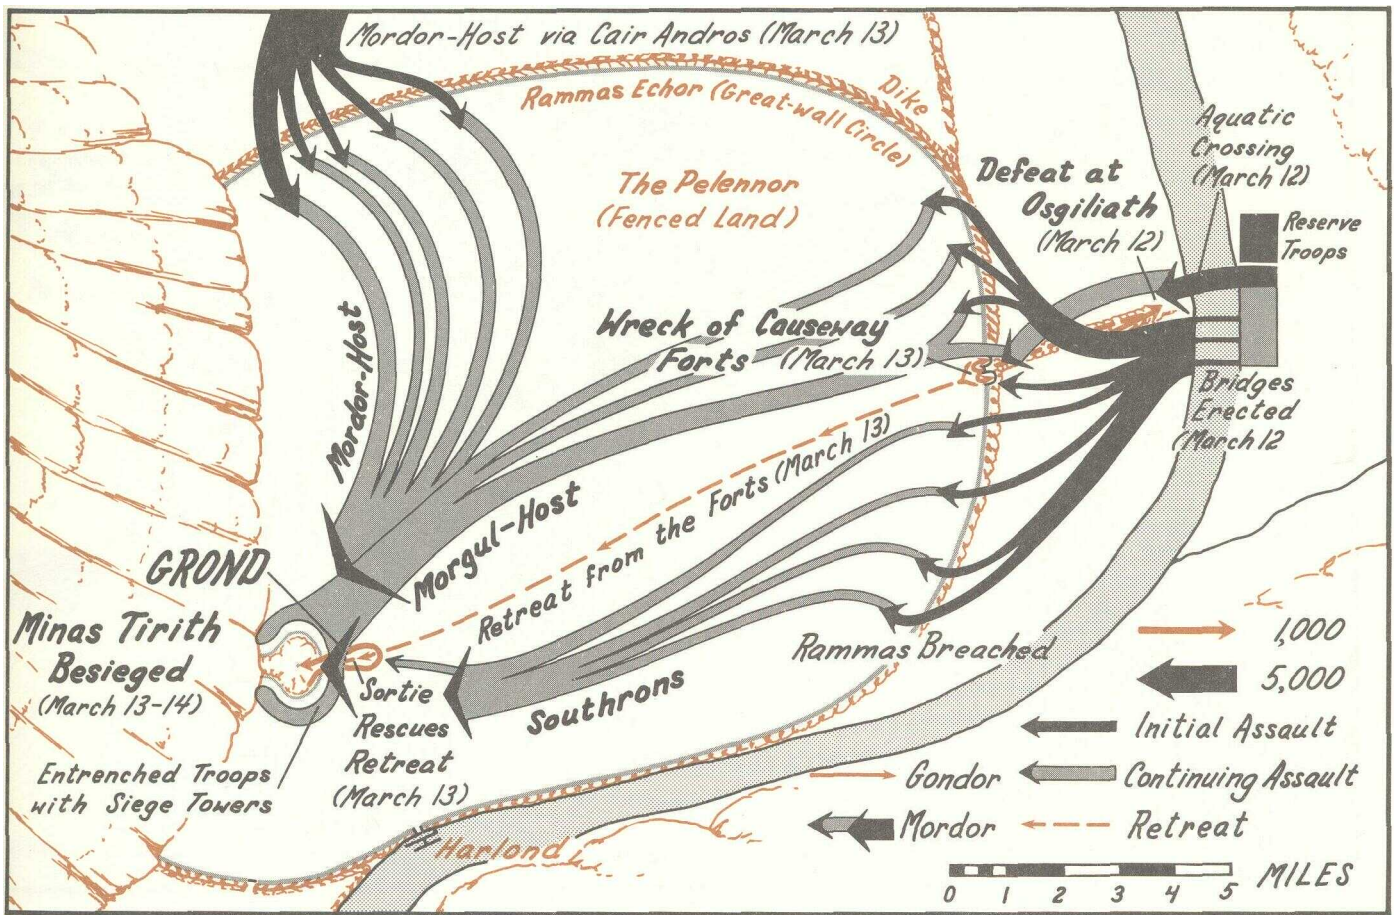 Mordor-Host via Cair Andros (March 13)
Rammas Echor (Great-wall Circle)
Dike
The Pelennor
(Fenced Land)
Aquatic
Crossing
(March 12)
Defeat at
Osgiliath
(March 12)
Reserve
Troops
Wreck of Causeway
Forts (March 13)
Bridges
Erected
(March 12
Mordor-Host
Morgul-Host
Retreat from the Forts (March 13)
GROND
Minas Tirith
Besieged
(March 13-14)
Sortie
Rescues
Retreat
(March 13)
Southrons
Rammas Breached
Entrenched Troops
with Siege Towers
Harlond
1,000
5,000
Initial Assault
Gondor
Continuing Assault
Mordor
Retreat
0 1 2 3 4 5 MILES